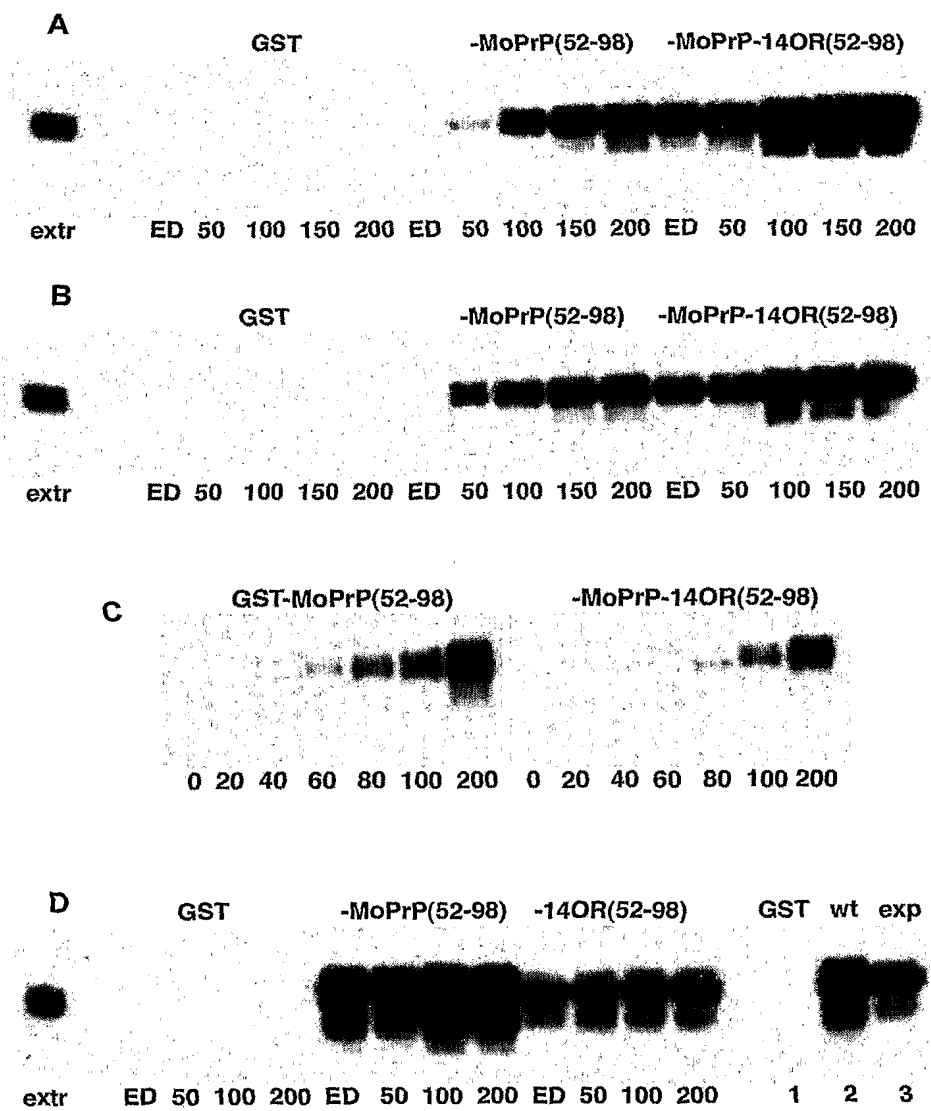 A
GST -MoPrP(52-98) -MoPrP-14OR(52-98)
extr ED 50 100 150 200 ED 50 100 150 200 ED 50 100 150 200
B
GST -MoPrP(52-98) -MoPrP-14OR(52-98)
extr ED 50 100 150 200 ED 50 100 150 200 ED 50 100 150 200
C
GST-MoPrP(52-98) -MoPrP-14OR(52-98)
0 20 40 60 80 100 200 0 20 40 60 80 100 200
D
GST -MoPrP(52-98) -14OR(52-98) GST wt exp
extr ED 50 100 200 ED 50 100 200 ED 50 100 200 1 2 3